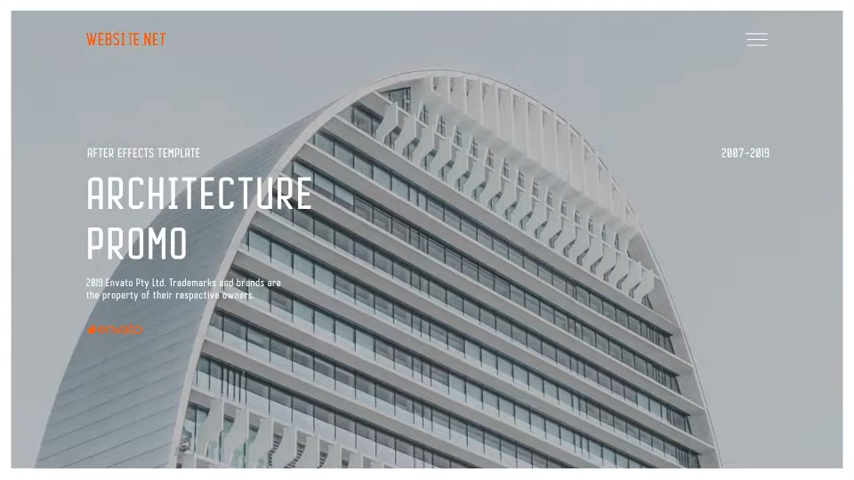 WEBSITE.NET
AFTER EFFECTS TEMPLATE
2007-2019
ARCHITECTURE
PROMO
2019 Envato Pty Ltd. Trademarks and brands are
the property of their respective owners.